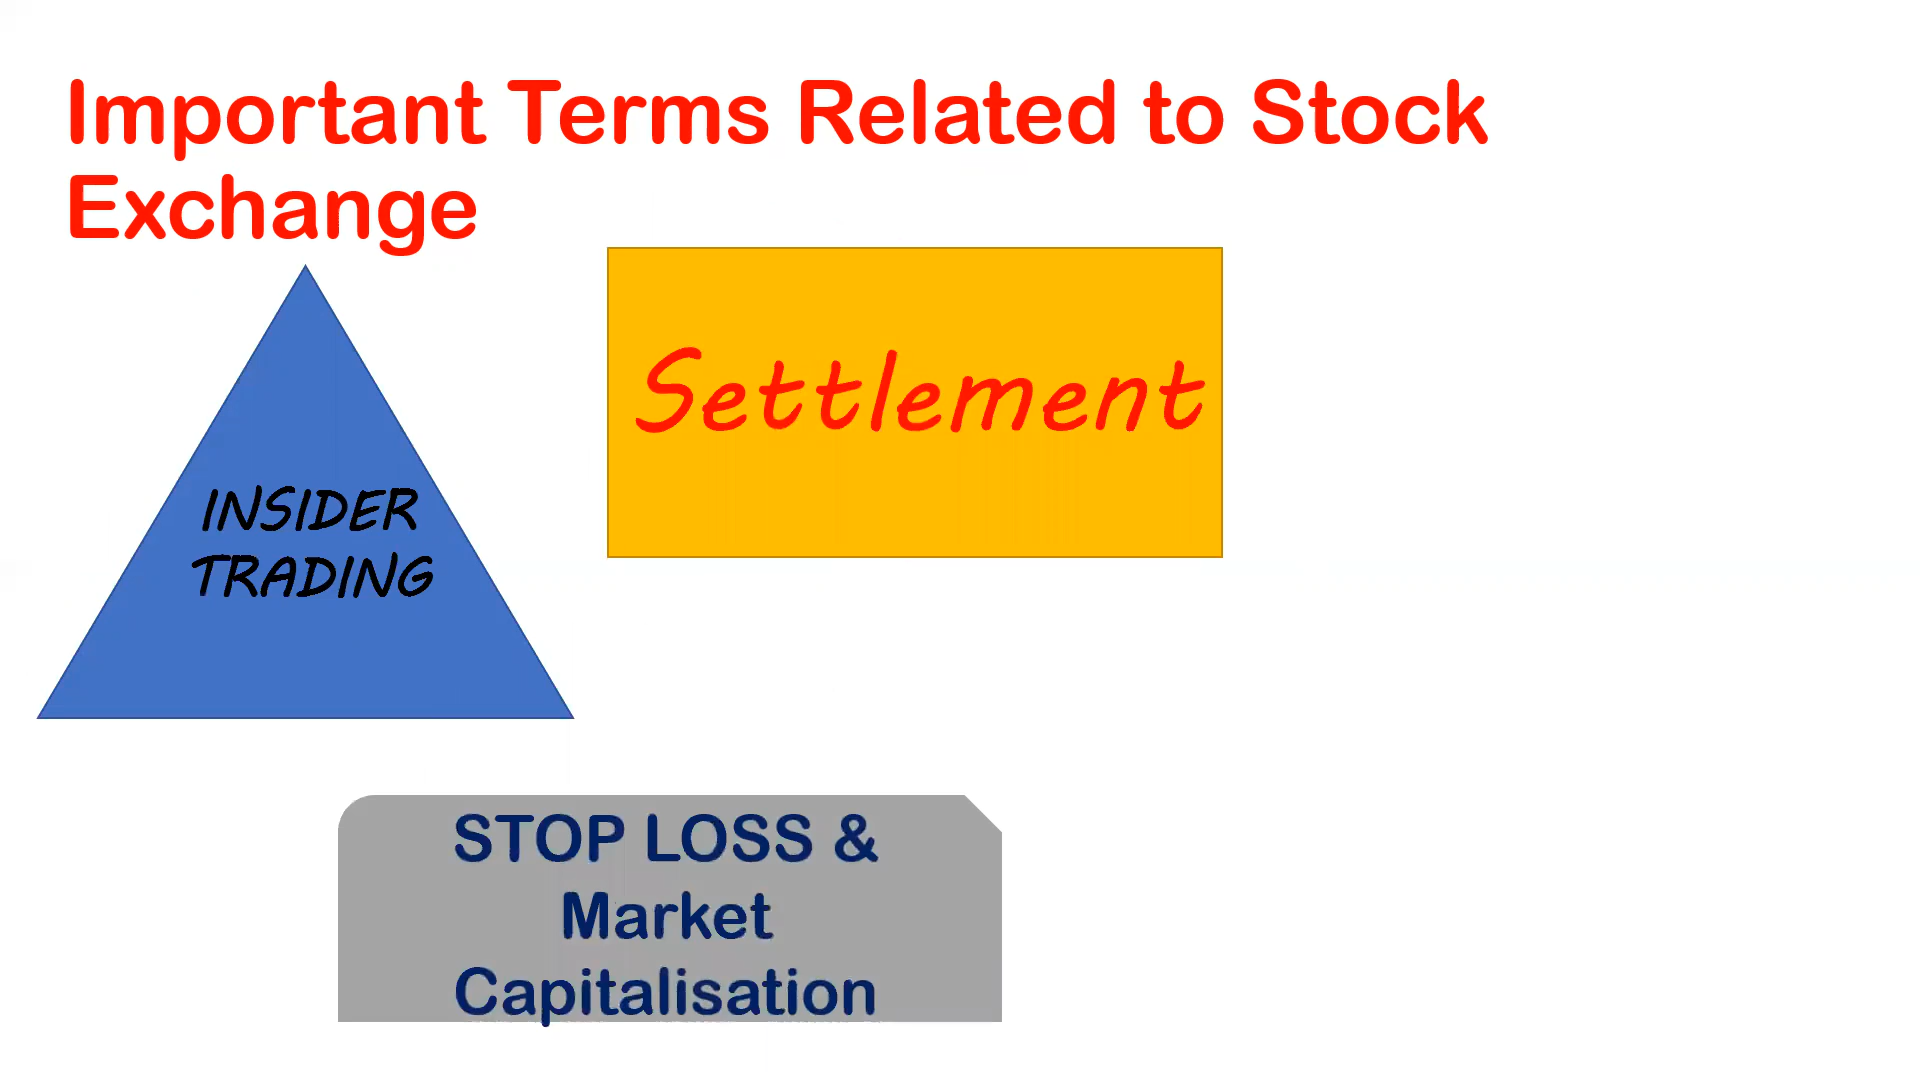 Important Terms Related to Stock
Exchange
Settlement
INSIDER
TRADING
STOP LOSS &
Market
Capitalisation